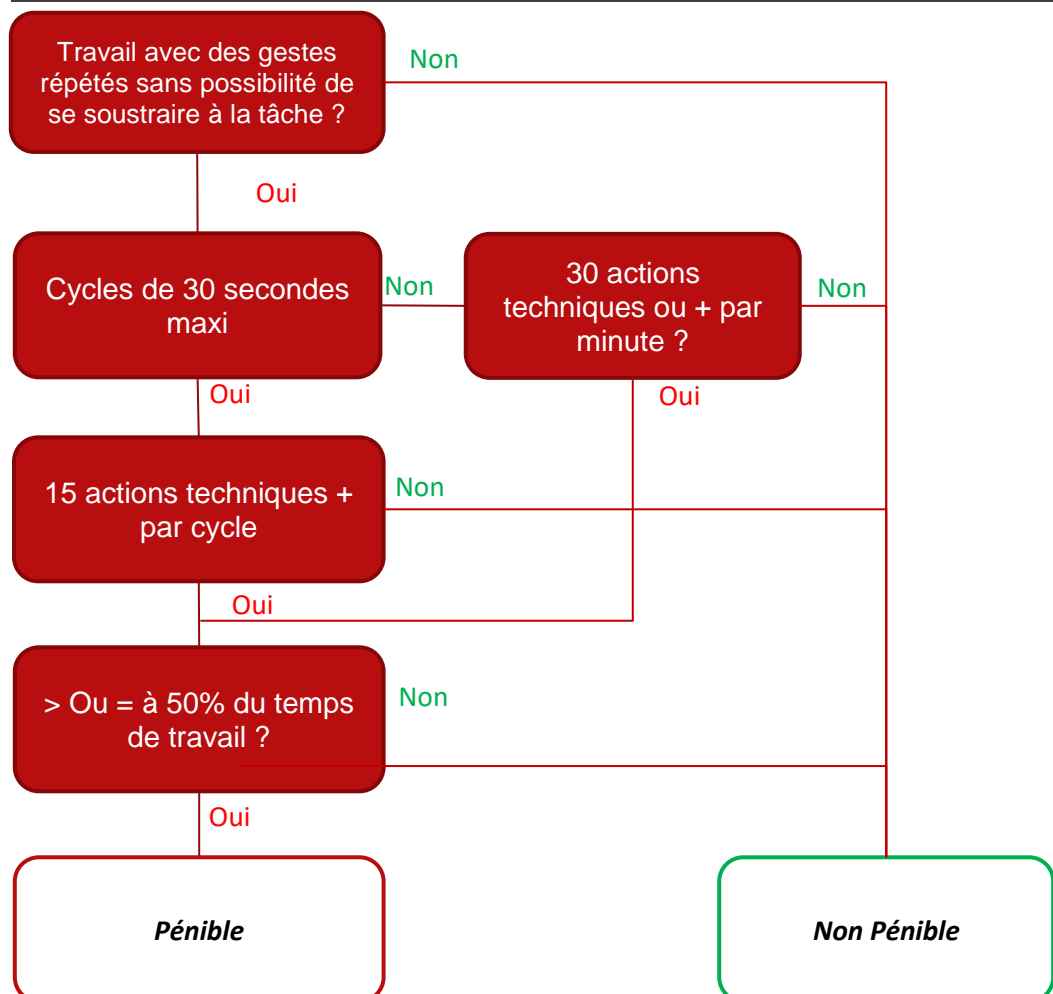 Travail avec des gestes
répétés sans possibilité de
se soustraire à la tâche ?
Non
Oui
Cycles de 30 secondes
maxi
Non
30 actions
techniques ou + par
minute ?
Non
Oui
Oui
15 actions techniques +
par cycle
Non
Oui
> Ou = à 50% du temps
de travail ?
Non
Oui
Pénible
Non Pénible